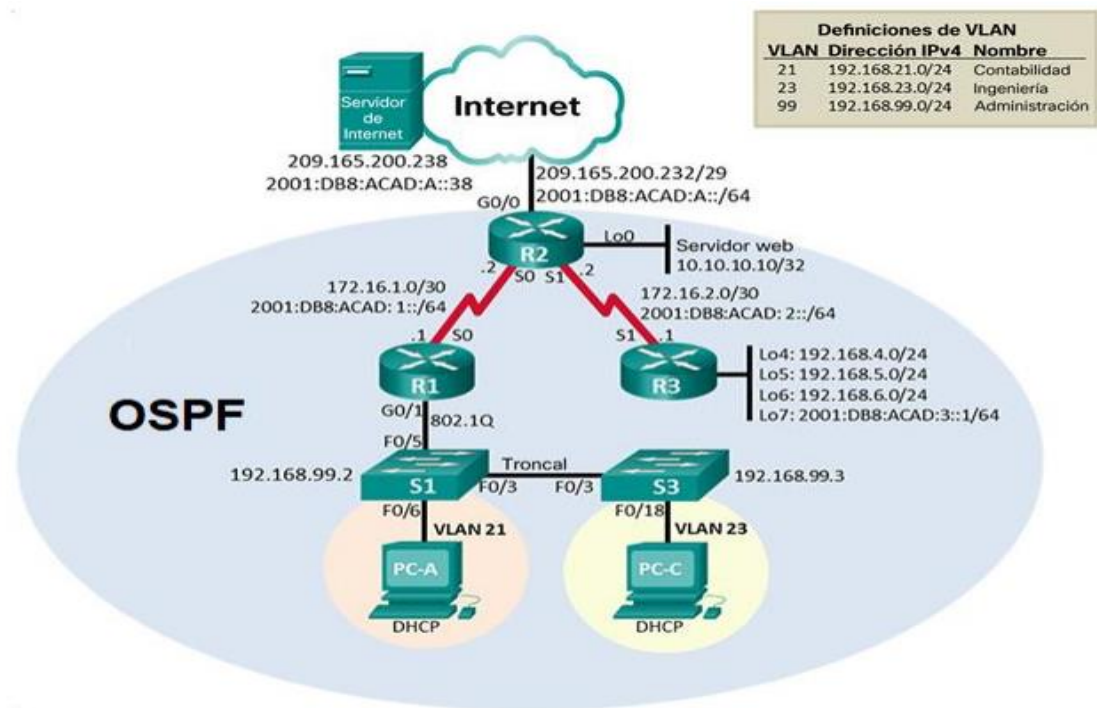 Definiciones de VLAN
VLAN Dirección IPv4 Nombre
21 192.168.21.0/24 Contabilidad
23 192.168.23.0/24 Ingeniería
99 192.168.99.0/24 Administración
Servidor
de
Internet
Internet
209.165.200.238
2001:DB8:ACAD:A::38
209.165.200.232/29
2001:DB8:ACAD:A::/64
G0/0
R2
Lo0
Servidor web
10.10.10.10/32
.2
S0
S1
.2
172.16.1.0/30
2001:DB8:ACAD: 1::/64
172.16.2.0/30
2001:DB8:ACAD: 2::/64
.1
S0
S1
.1
R1
R3
Lo4: 192.168.4.0/24
Lo5: 192.168.5.0/24
Lo6: 192.168.6.0/24
Lo7: 2001:DB8:ACAD:3::1/64
OSPF
G0/1
802.1Q
F0/5
192.168.99.2
S1
Troncal
F0/3
F0/3
S3
192.168.99.3
F0/6
VLAN 21
F0/18
VLAN 23
PC-A
PC-C
DHCP
DHCP